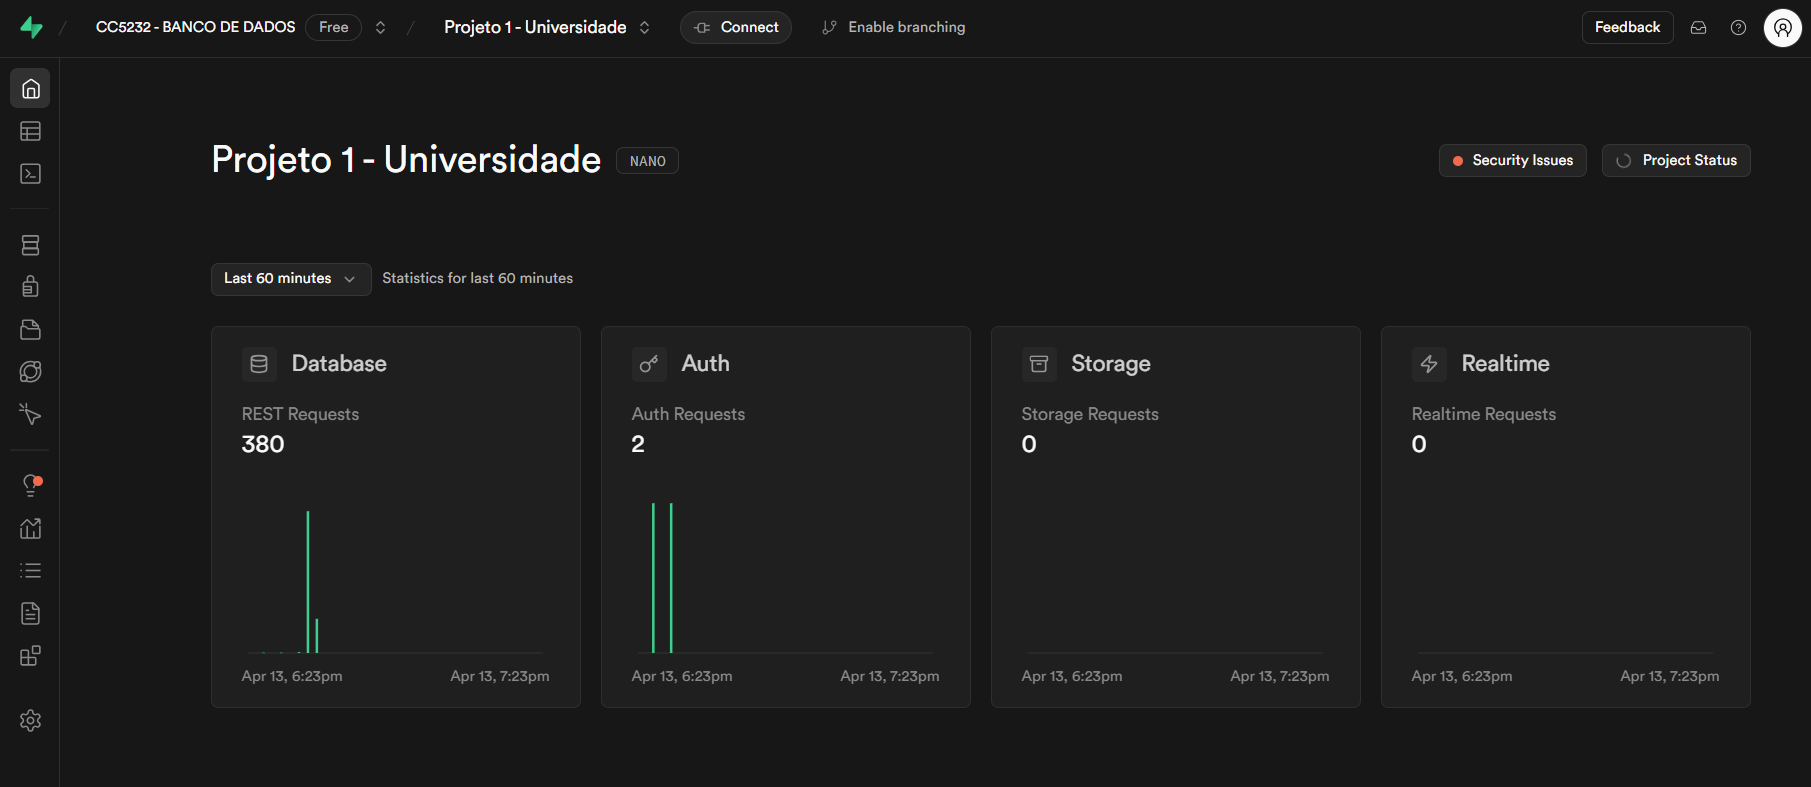 CC5232 - BANCO DE DADOS Free Projeto 1 - Universidade Connect Enable branching Feedback
Projeto 1 - Universidade NANO Security Issues Project Status
Last 60 minutes Statistics for last 60 minutes
Database
REST Requests
380
Apr 13, 6:23pm Apr 13, 7:23pm
Auth
Auth Requests
2
Apr 13, 6:23pm Apr 13, 7:23pm
Storage
Storage Requests
0
Apr 13, 6:23pm Apr 13, 7:23pm
Realtime
Realtime Requests
0
Apr 13, 6:23pm Apr 13, 7:23pm